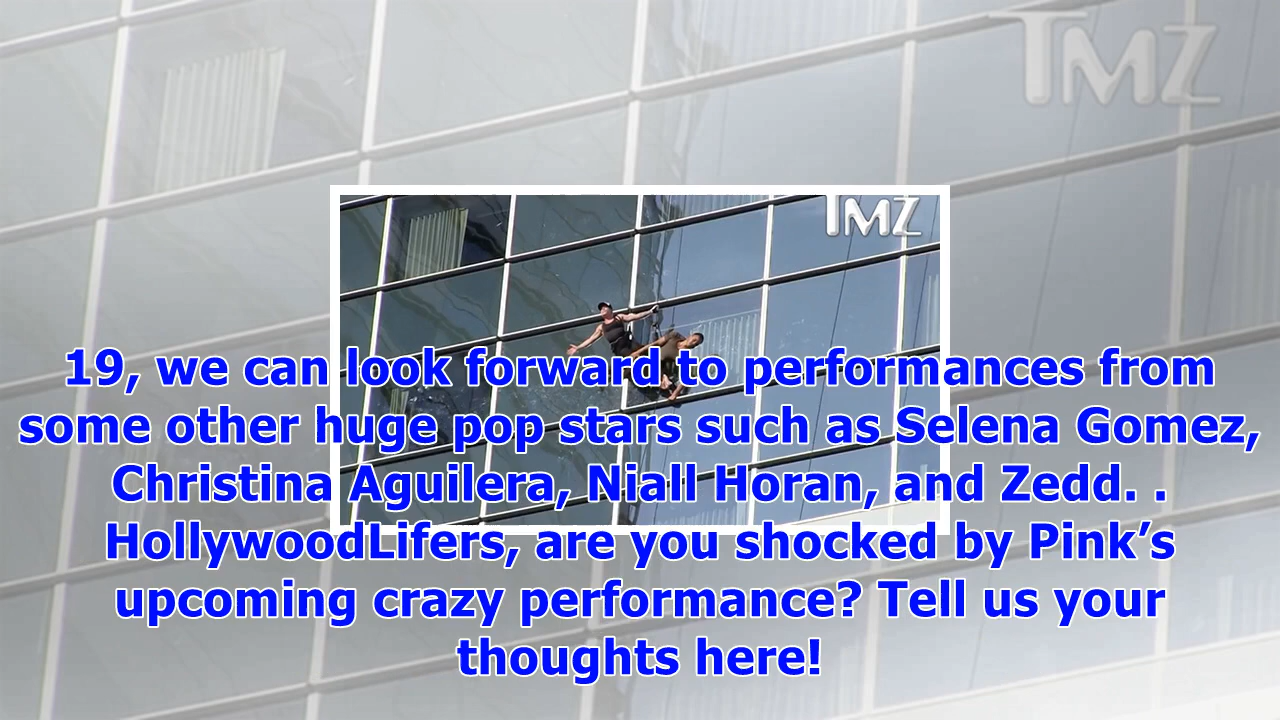 TMZ
TMZ
19, we can look forward to performances from
some other huge pop stars such as Selena Gomez,
Christina Aguilera, Niall Horan, and Zedd. .
HollywoodLifers, are you shocked by Pink’s
upcoming crazy performance? Tell us your
thoughts here!